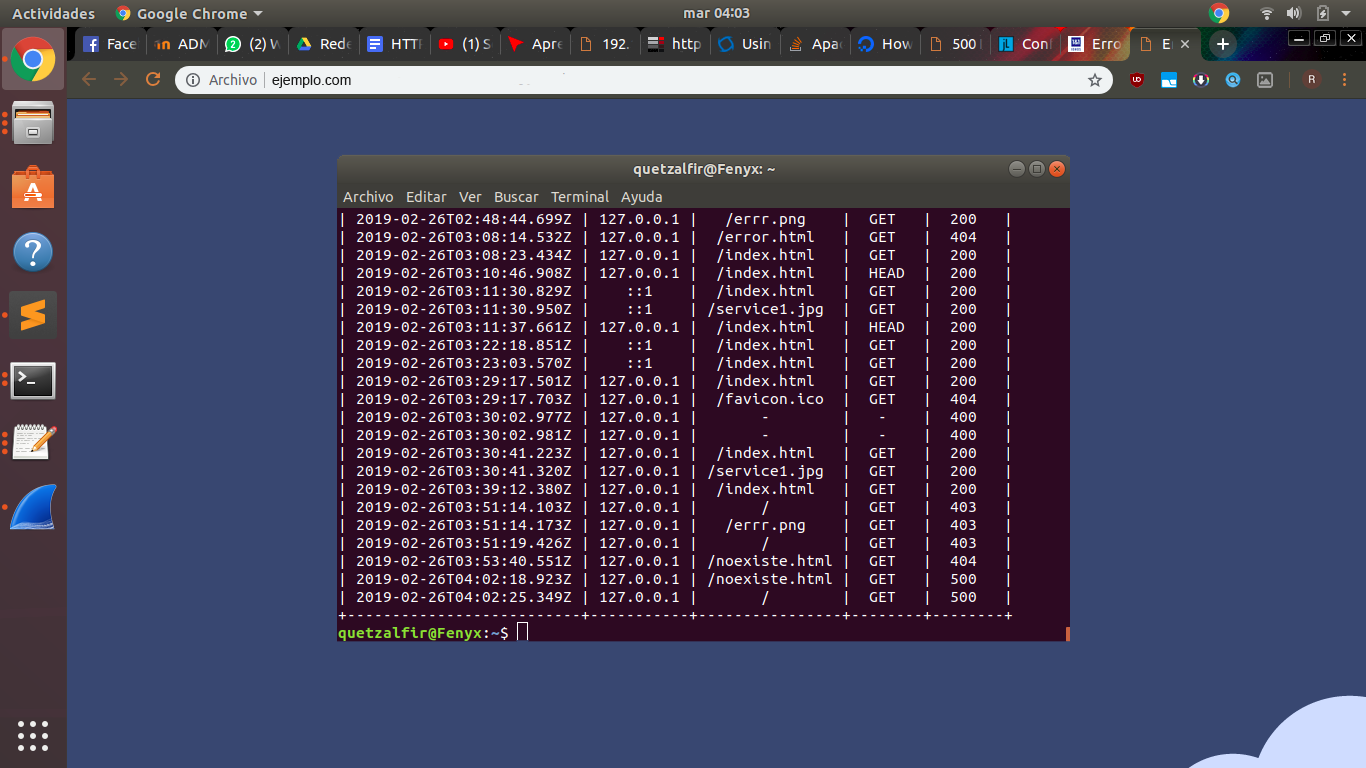 Actividades Google Chrome mar 04:03
Face ADM (2) W Rede HTT (1) S Apre 192. http Usin Apac How 500 Conf Erro E
Archivo ejemplo.com R
quetzalfir@Fenyx: ~
Archivo Editar Ver Buscar Terminal Ayuda
| 2019-02-26T02:48:44.699Z | 127.0.0.1 | /errr.png | GET | 200 |
| 2019-02-26T03:08:14.532Z | 127.0.0.1 | /error.html | GET | 404 |
| 2019-02-26T03:08:23.434Z | 127.0.0.1 | /index.html | GET | 200 |
| 2019-02-26T03:10:46.908Z | 127.0.0.1 | /index.html | HEAD | 200 |
| 2019-02-26T03:11:30.829Z | ::1 | /index.html | GET | 200 |
| 2019-02-26T03:11:30.950Z | ::1 | /service1.jpg | GET | 200 |
| 2019-02-26T03:11:37.661Z | 127.0.0.1 | /index.html | HEAD | 200 |
| 2019-02-26T03:22:18.851Z | ::1 | /index.html | GET | 200 |
| 2019-02-26T03:23:03.570Z | ::1 | /index.html | GET | 200 |
| 2019-02-26T03:29:17.501Z | 127.0.0.1 | /index.html | GET | 200 |
| 2019-02-26T03:29:17.703Z | 127.0.0.1 | /favicon.ico | GET | 404 |
| 2019-02-26T03:30:02.977Z | 127.0.0.1 | - | - | 400 |
| 2019-02-26T03:30:02.981Z | 127.0.0.1 | - | - | 400 |
| 2019-02-26T03:30:41.223Z | 127.0.0.1 | /index.html | GET | 200 |
| 2019-02-26T03:30:41.320Z | 127.0.0.1 | /service1.jpg | GET | 200 |
| 2019-02-26T03:39:12.380Z | 127.0.0.1 | /index.html | GET | 200 |
| 2019-02-26T03:51:14.103Z | 127.0.0.1 | / | GET | 403 |
| 2019-02-26T03:51:14.173Z | 127.0.0.1 | /errr.png | GET | 403 |
| 2019-02-26T03:51:19.426Z | 127.0.0.1 | / | GET | 403 |
| 2019-02-26T03:53:40.551Z | 127.0.0.1 | /noexiste.html | GET | 404 |
| 2019-02-26T04:02:18.923Z | 127.0.0.1 | /noexiste.html | GET | 500 |
| 2019-02-26T04:02:25.349Z | 127.0.0.1 | / | GET | 500 |
+--------------------------+-----------+----------------+--------+--------+
quetzalfir@Fenyx:~$